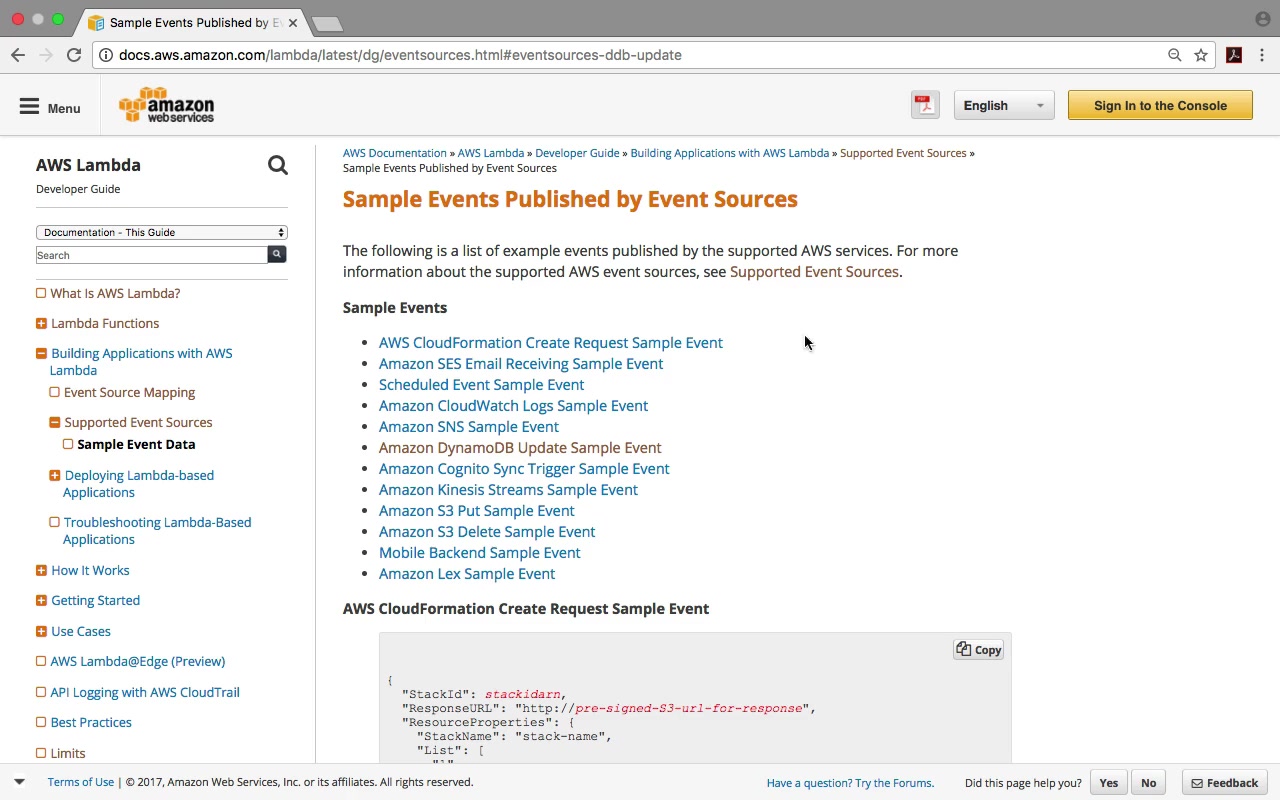 Sample Events Published by E
docs.aws.amazon.com/lambda/latest/dg/eventsources.html#eventsources-ddb-update
Menu
amazon
web services
English
Sign In to the Console
AWS Lambda
Developer Guide
Documentation - This Guide
Search
What Is AWS Lambda?
Lambda Functions
Building Applications with AWS
Lambda
Event Source Mapping
Supported Event Sources
Sample Event Data
Deploying Lambda-based
Applications
Troubleshooting Lambda-Based
Applications
How It Works
Getting Started
Use Cases
AWS Lambda@Edge (Preview)
API Logging with AWS CloudTrail
Best Practices
Limits
AWS Documentation » AWS Lambda » Developer Guide » Building Applications with AWS Lambda » Supported Event Sources »
Sample Events Published by Event Sources
Sample Events Published by Event Sources
The following is a list of example events published by the supported AWS services. For more
information about the supported AWS event sources, see Supported Event Sources.
Sample Events
• AWS CloudFormation Create Request Sample Event
• Amazon SES Email Receiving Sample Event
• Scheduled Event Sample Event
• Amazon CloudWatch Logs Sample Event
• Amazon SNS Sample Event
• Amazon DynamoDB Update Sample Event
• Amazon Cognito Sync Trigger Sample Event
• Amazon Kinesis Streams Sample Event
• Amazon S3 Put Sample Event
• Amazon S3 Delete Sample Event
• Mobile Backend Sample Event
• Amazon Lex Sample Event
AWS CloudFormation Create Request Sample Event
Copy
{
"StackId": stackidarn,
"ResponseURL": "http://pre-signed-S3-url-for-response",
"ResourceProperties": {
"StackName": "stack-name",
"List": [
Terms of Use | © 2017, Amazon Web Services, Inc. or its affiliates. All rights reserved.
Have a question? Try the Forums.
Did this page help you?
Yes
No
Feedback